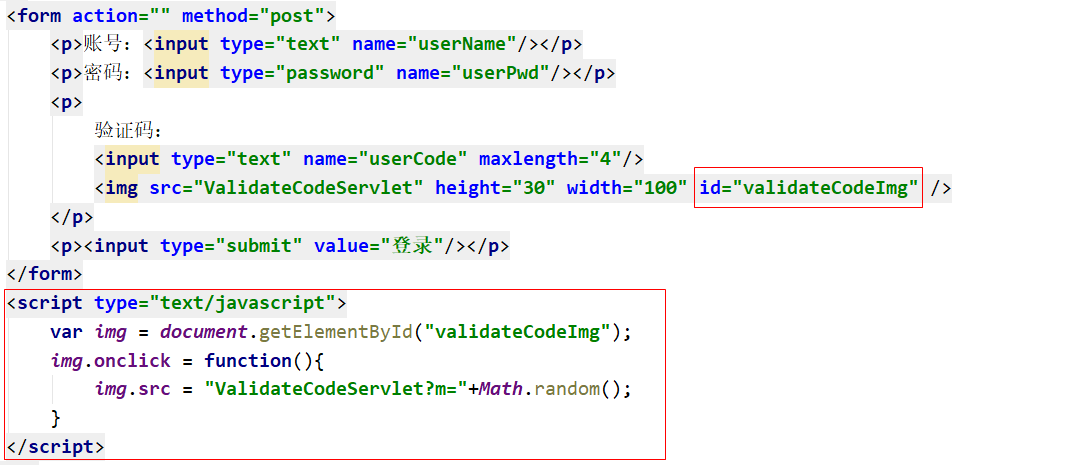 <form action="" method="post">
<p>账号：<input type="text" name="userName"/></p>
<p>密码：<input type="password" name="userPwd"/></p>
<p>
验证码：
<input type="text" name="userCode" maxlength="4"/>
<img src="ValidateCodeServlet" height="30" width="100" id="validateCodeImg" />
</p>
<p><input type="submit" value="登录"/></p>
</form>
<script type="text/javascript">
var img = document.getElementById("validateCodeImg");
img.onclick = function(){
img.src = "ValidateCodeServlet?m="+Math.random();
}
</script>